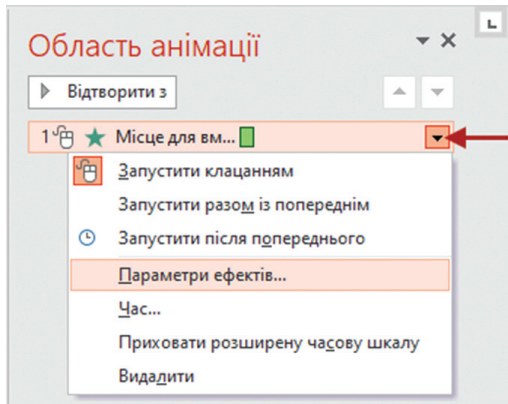 Область анімації
Відтворити з
1 Місце для вм...
Запустити клацанням
Запустити разом із попереднім
Запустити після попереднього
Параметри ефектів...
Час...
Приховати розширену часову шкалу
Видалити